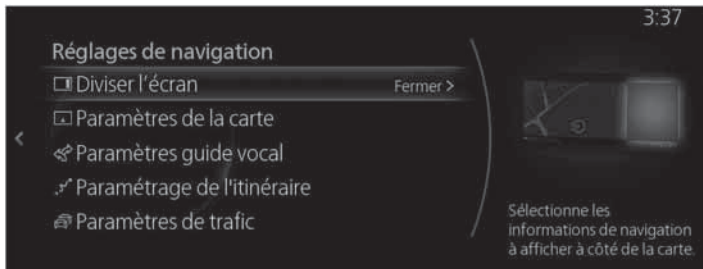 3:37
Réglages de navigation
Diviser l'écran Fermer >
Paramètres de la carte
Paramètres guide vocal
Paramétrage de l'itinéraire
Paramètres de trafic
Sélectionne les
informations de navigation
à afficher à côté de la carte.